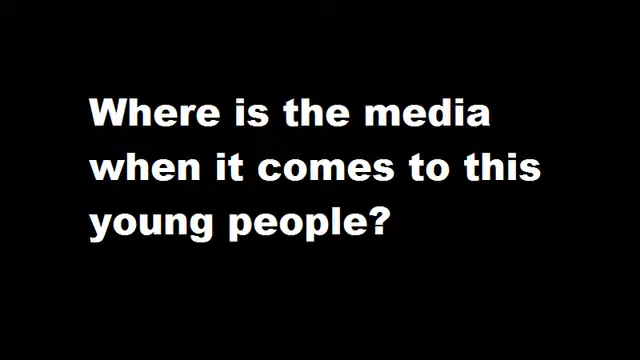 Where is the media
when it comes to this
young people?